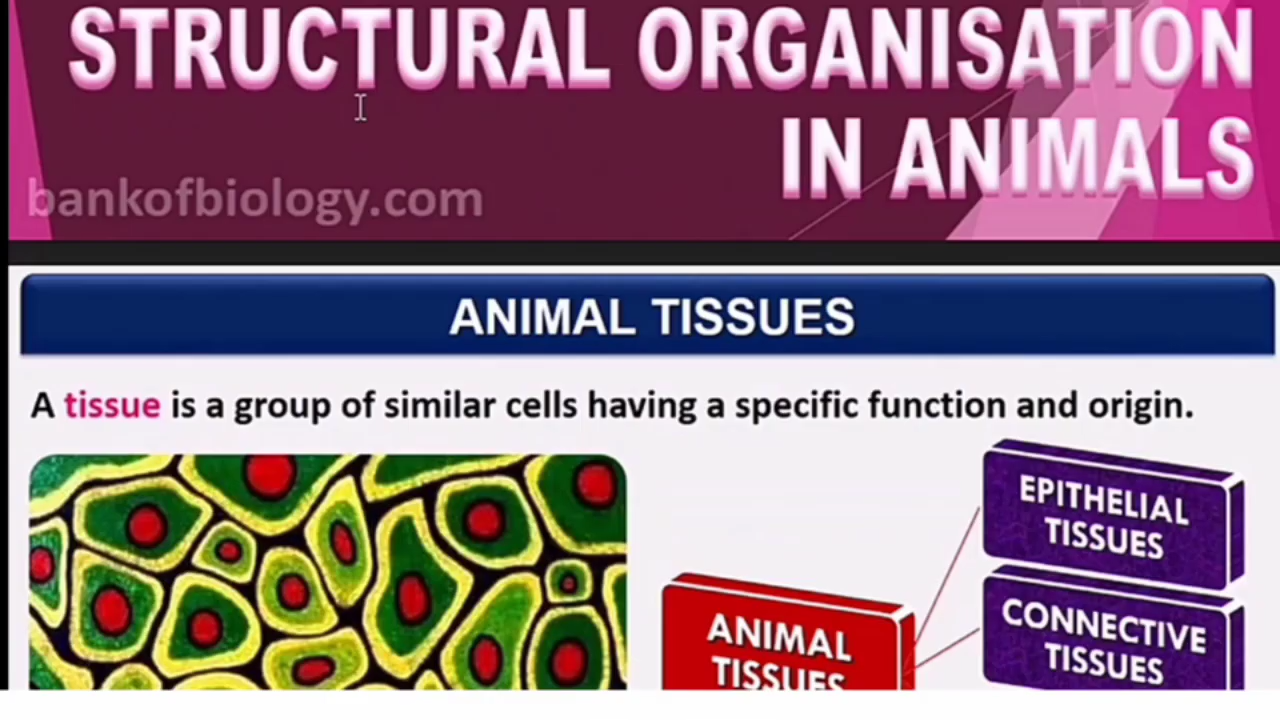 STRUCTURAL ORGANISATION
IN ANIMALS
bankofbiology.com
ANIMAL TISSUES
A tissue is a group of similar cells having a specific function and origin.
EPITHELIAL
TISSUES
CONNECTIVE
TISSUES
ANIMAL
TISSUES